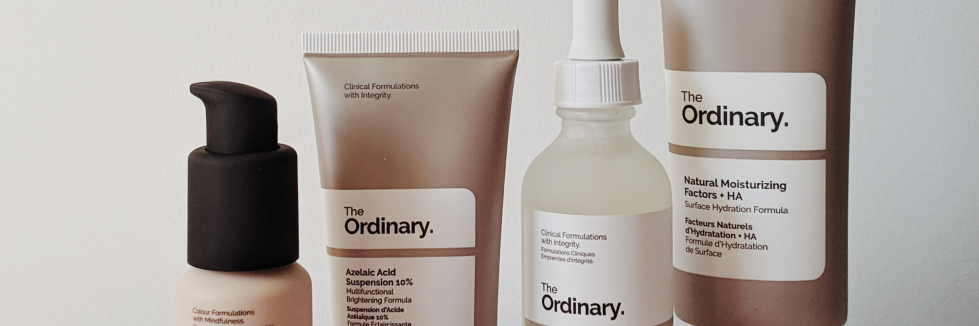 Colour Formulations
with Mindfulness.
Clinical Formulations
with Integrity.
The
Ordinary.
Azelaic Acid
Suspension 10%
Multifunctional
Brightening Formula
Suspension d'Acide
Azélaïque 10%
Formule Éclaircissante
Clinical Formulations
with Integrity.
Formulations Cliniques
Empreintes d'Intégrité.
The
Ordinary.
The
Ordinary.
Natural Moisturizing
Factors + HA
Surface Hydration Formula
Facteurs Naturels
d'Hydratation + HA
Formule d'Hydratation
de Surface